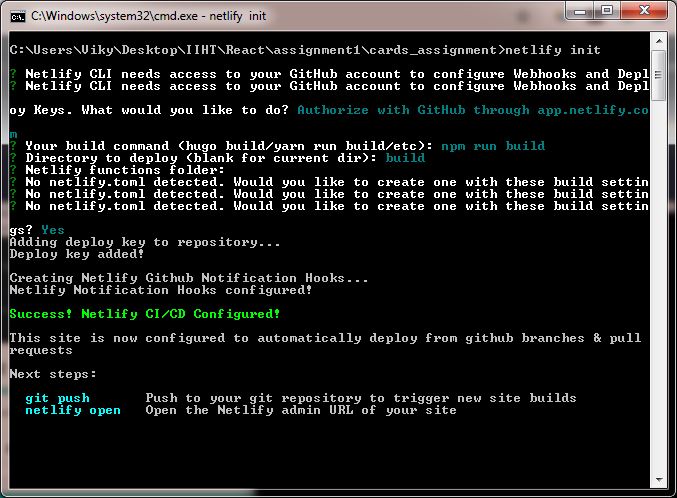 C:\Windows\system32\cmd.exe - netlify  init
C:\Users\Viky\Desktop\IIHT\React\assignment1\cards_assignment>netlify init
? Netlify CLI needs access to your GitHub account to configure Webhooks and Depl
? Netlify CLI needs access to your GitHub account to configure Webhooks and Depl
oy Keys. What would you like to do? Authorize with GitHub through app.netlify.co
m
? Your build command (hugo build/yarn run build/etc): npm run build
? Directory to deploy (blank for current dir): build
? Netlify functions folder:
? No netlify.toml detected. Would you like to create one with these build settin
? No netlify.toml detected. Would you like to create one with these build settin
? No netlify.toml detected. Would you like to create one with these build settin
gs? Yes
Adding deploy key to repository...
Deploy key added!
Creating Netlify Github Notification Hooks...
Netlify Notification Hooks configured!
Success! Netlify CI/CD Configured!
This site is now configured to automatically deploy from github branches & pull
requests
Next steps:
git push       Push to your git repository to trigger new site builds
netlify open   Open the Netlify admin URL of your site